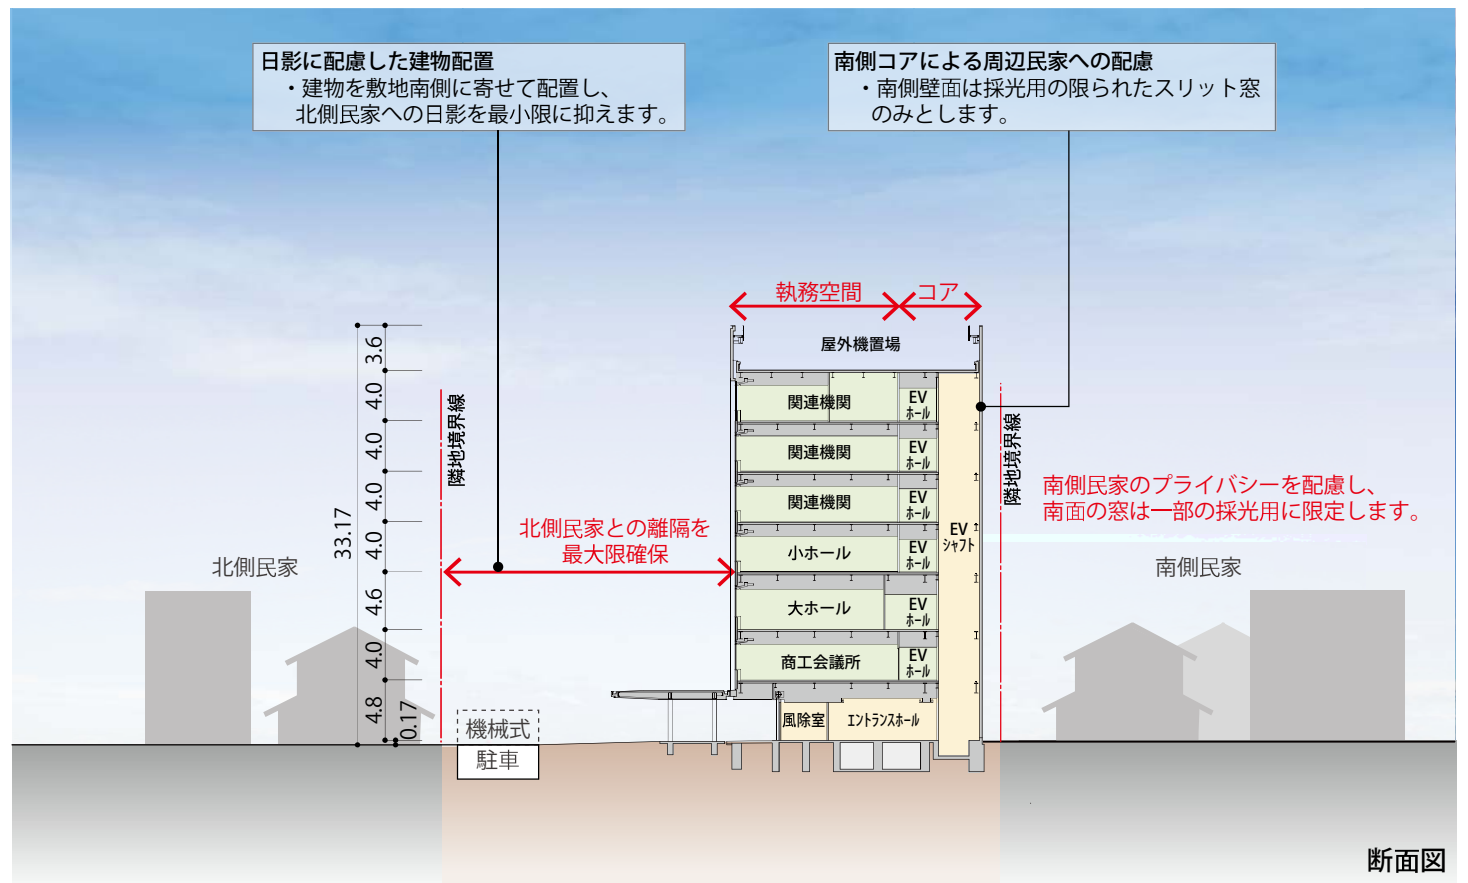 日影に配慮した建物配置
・建物を敷地南側に寄せて配置し、
北側民家への日影を最小限に抑えます。
南側コアによる周辺民家への配慮
・南側壁面は採光用の限られたスリット窓
のみとします。
執務空間
コア
屋外機置場
3.6
4.0
4.0
4.0
4.0
4.6
4.0
4.8
0.17
33.17
隣地境界線
北側民家との離隔を
最大限確保
北側民家
関連機関
EV
ホール
関連機関
EV
ホール
関連機関
EV
ホール
小ホール
EV
ホール
大ホール
EV
ホール
商工会議所
EV
ホール
EV
シャフト
風除室
エントランスホール
隣地境界線
南側民家のプライバシーを配慮し、
南面の窓は一部の採光用に限定します。
南側民家
機械式
駐車
断面図